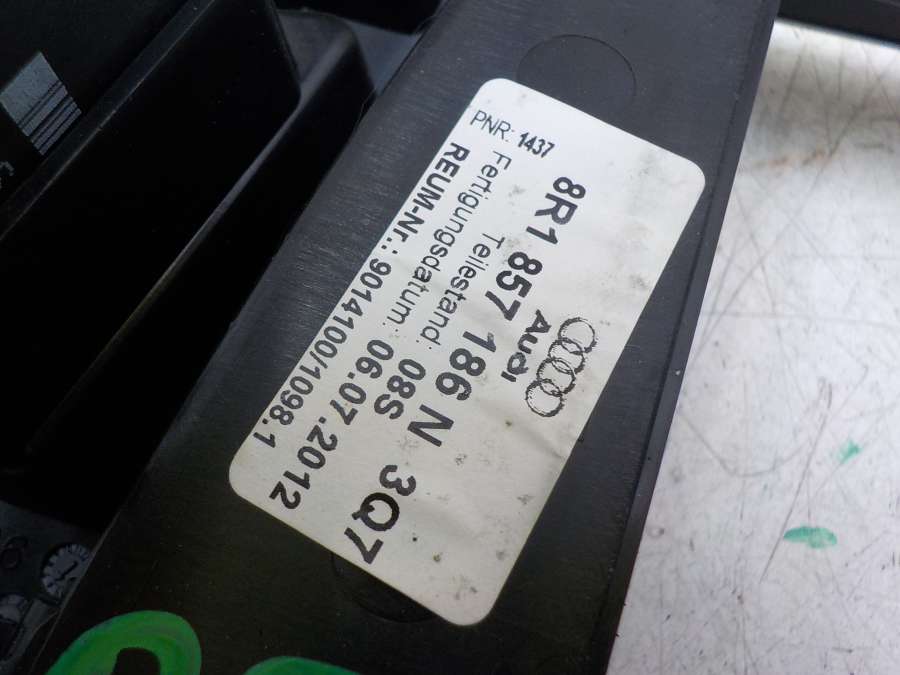 PNR: 1437
Audi
8R1 857 186 N 3Q7
Teilestand: 08S
Fertigungsdatum: 06.07.2012
REUM-Nr.: 9014100/1098.1